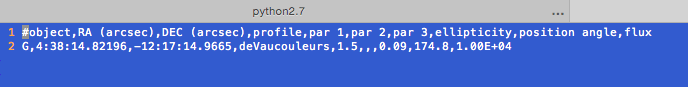 python2.7
...
1 #object,RA (arcsec),DEC (arcsec),profile,par 1,par 2,par 3,ellipticity,position angle,flux
2 G,4:38:14.82196,-12:17:14.9665,deVaucouleurs,1.5,,,0.09,174.8,1.00E+04